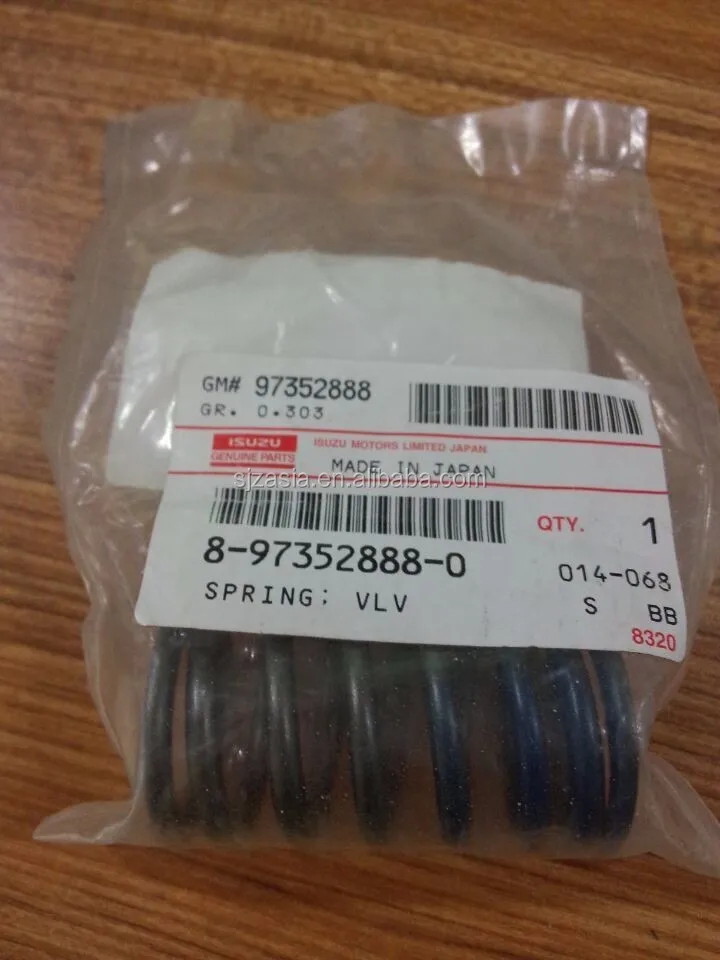 GM# 97352888
GR. 0.303
ISUZU
GENUINE PARTS
ISUZU MOTORS LIMITED JAPAN
MADE IN JAPAN
sjzasia.en.alibaba.com
QTY. 1
8-97352888-0
014-068
SPRING; VLV
S BB
8320